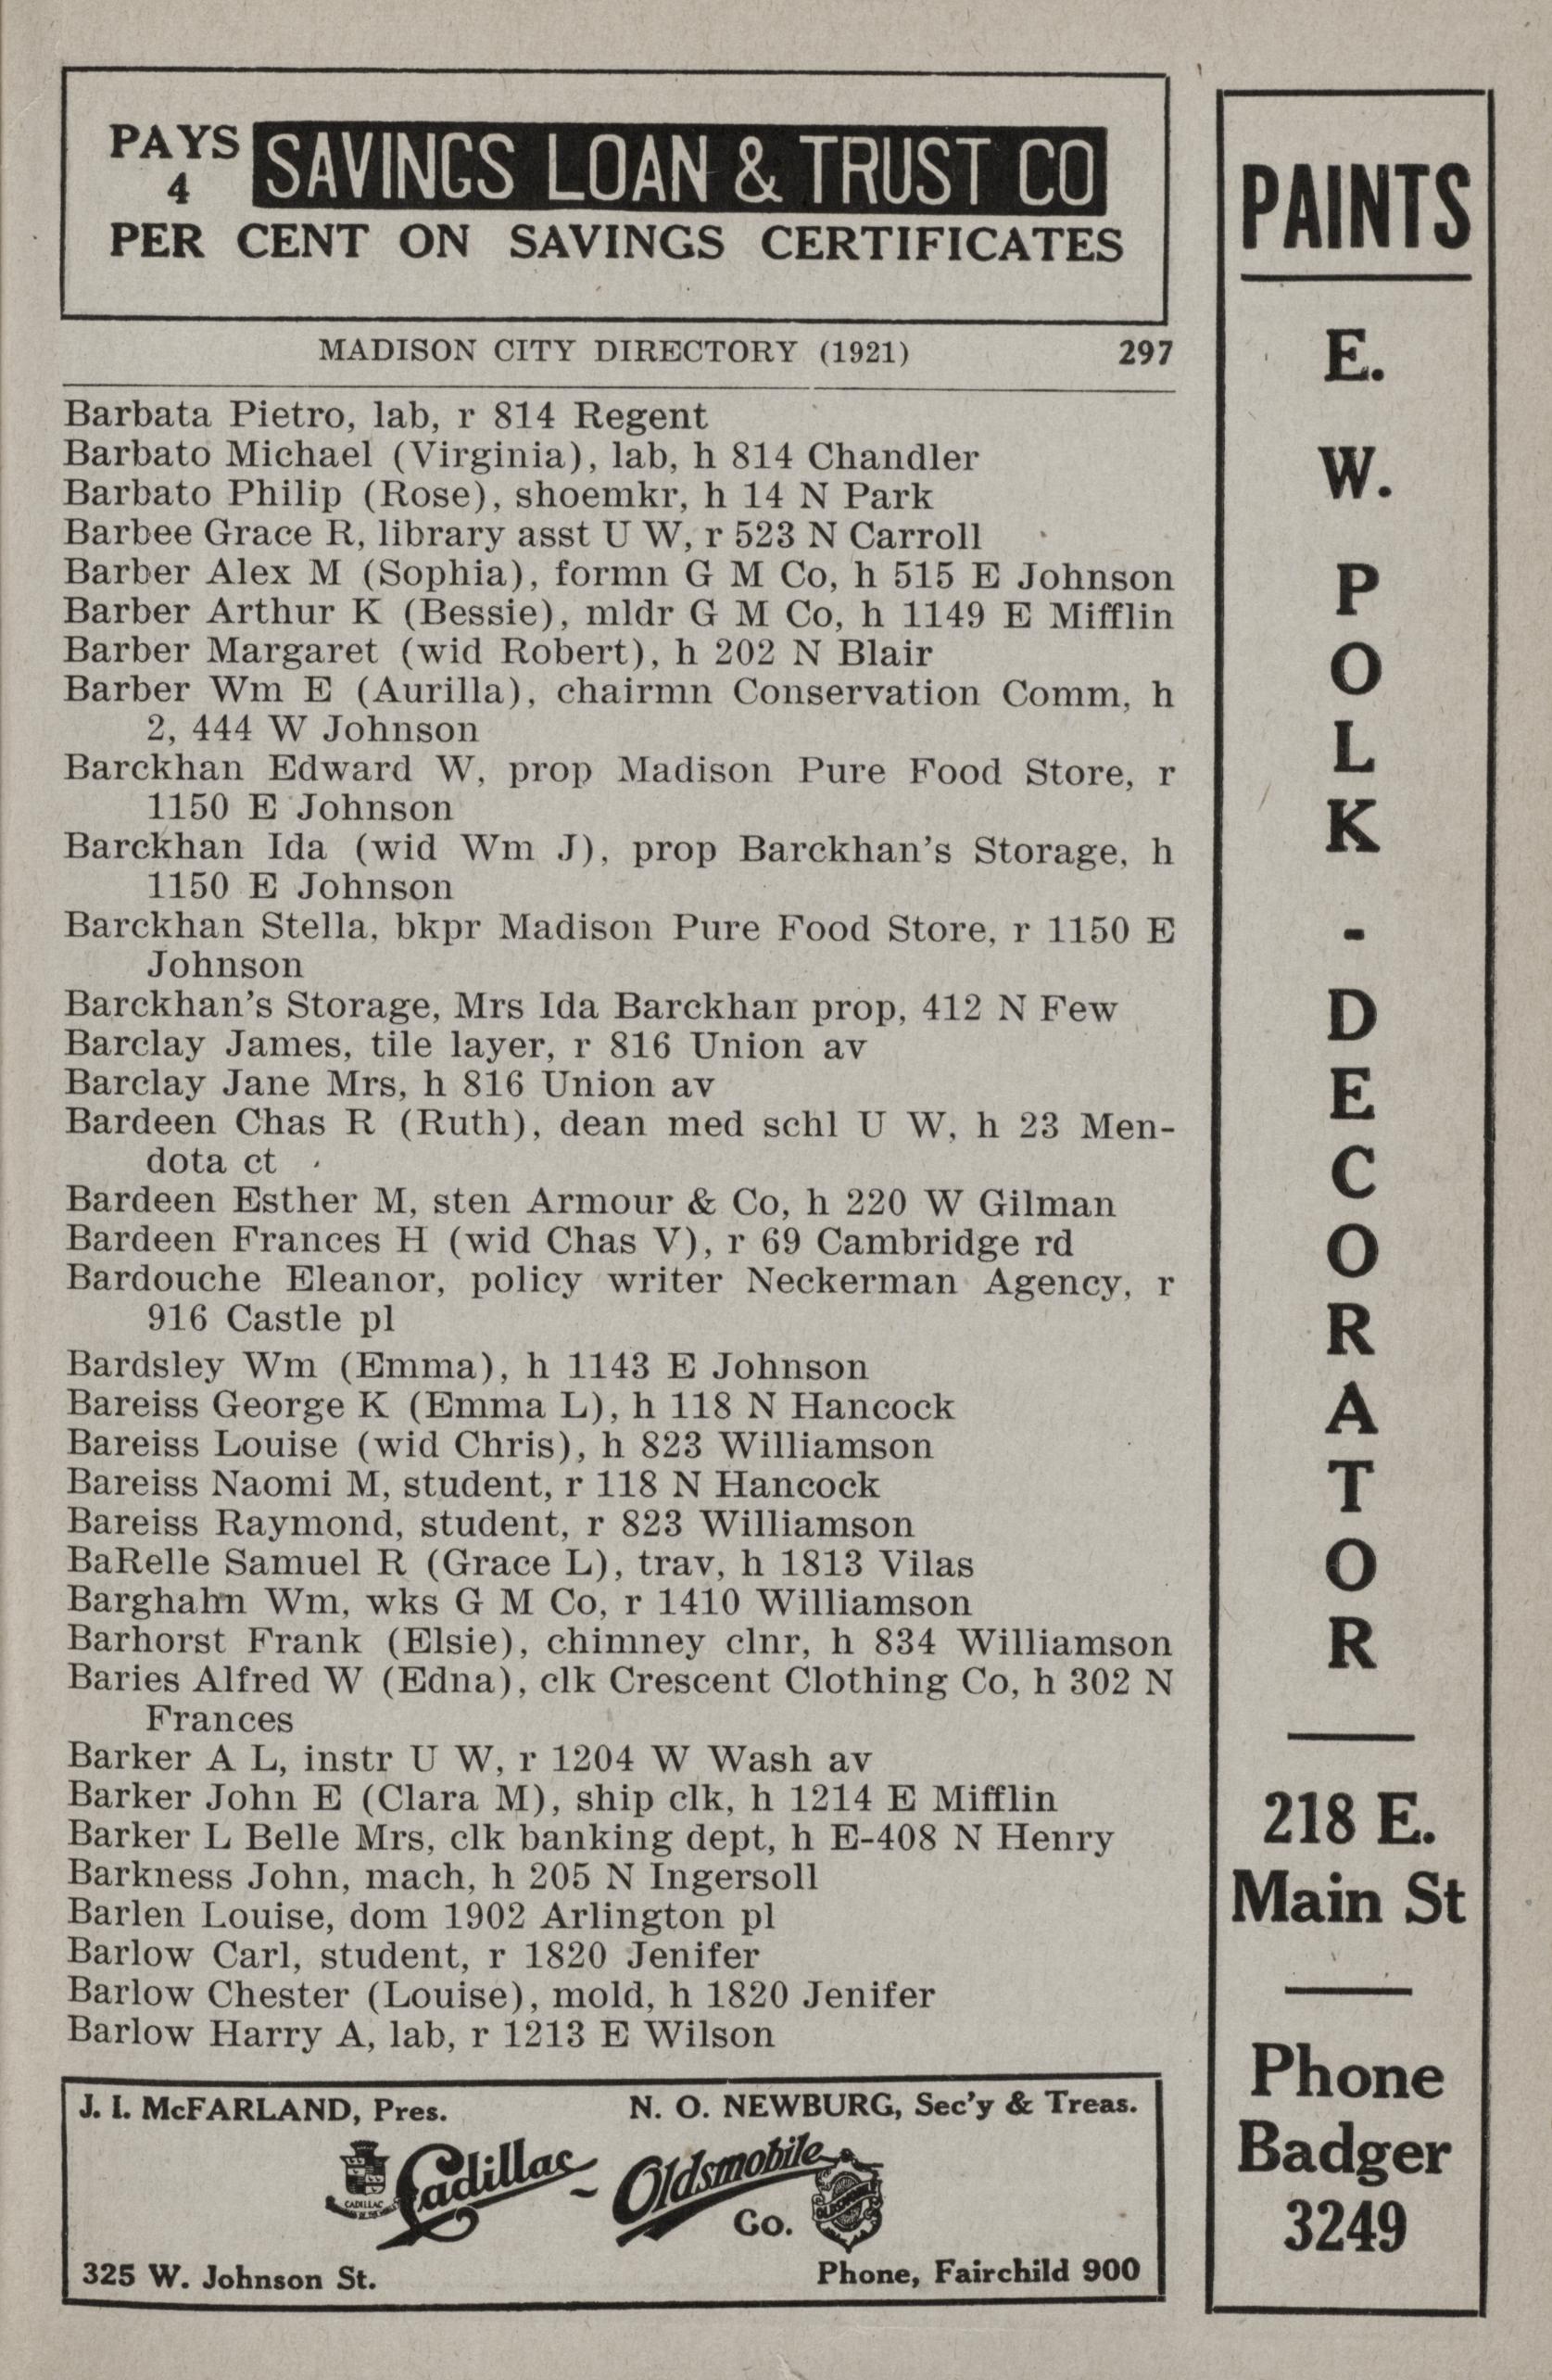 PAYS
4
SAVINGS LOAN & TRUST CO
PER CENT ON SAVINGS CERTIFICATES
MADISON CITY DIRECTORY (1921) 297
Barbata Pietro, lab, r 814 Regent
Barbato Michael (Virginia), lab, h 814 Chandler
Barbato Philip (Rose), shoemkr, h 14 N Park
Barbee Grace R, library asst U W, r 523 N Carroll
Barber Alex M (Sophia), formn G M Co, h 515 E Johnson
Barber Arthur K (Bessie), mldr G M Co, h 1149 E Mifflin
Barber Margaret (wid Robert), h 202 N Blair
Barber Wm E (Aurilla), chairmn Conservation Comm, h
2, 444 W Johnson
Barckhan Edward W, prop Madison Pure Food Store, r
1150 E Johnson
Barckhan Ida (wid Wm J), prop Barckhan's Storage, h
1150 E Johnson
Barckhan Stella, bkpr Madison Pure Food Store, r 1150 E
Johnson
Barckhan's Storage, Mrs Ida Barckhan prop, 412 N Few
Barclay James, tile layer, r 816 Union av
Barclay Jane Mrs, h 816 Union av
Bardeen Chas R (Ruth), dean med schl U W, h 23 Men-
dota ct
Bardeen Esther M, sten Armour & Co, h 220 W Gilman
Bardeen Frances H (wid Chas V), r 69 Cambridge rd
Bardouche Eleanor, policy writer Neckerman Agency, r
916 Castle pl
Bardsley Wm (Emma), h 1143 E Johnson
Bareiss George K (Emma L), h 118 N Hancock
Bareiss Louise (wid Chris), h 823 Williamson
Bareiss Naomi M, student, r 118 N Hancock
Bareiss Raymond, student, r 823 Williamson
BaRelle Samuel R (Grace L), trav, h 1813 Vilas
Barghahn Wm, wks G M Co, r 1410 Williamson
Barhorst Frank (Elsie), chimney clnr, h 834 Williamson
Baries Alfred W (Edna), clk Crescent Clothing Co, h 302 N
Frances
Barker A L, instr U W, r 1204 W Wash av
Barker John E (Clara M), ship clk, h 1214 E Mifflin
Barker L Belle Mrs, clk banking dept, h E-408 N Henry
Barkness John, mach, h 205 N Ingersoll
Barlen Louise, dom 1902 Arlington pl
Barlow Carl, student, r 1820 Jenifer
Barlow Chester (Louise), mold, h 1820 Jenifer
Barlow Harry A, lab, r 1213 E Wilson
J. I. McFARLAND, Pres. N. O. NEWBURG, Sec'y & Treas.
CADILLAC
Cadillac - Oldsmobile
Co.
325 W. Johnson St. Phone, Fairchild 900
PAINTS
E.
W.
P
O
L
K
-
D
E
C
O
R
A
T
O
R
218 E.
Main St
Phone
Badger
3249